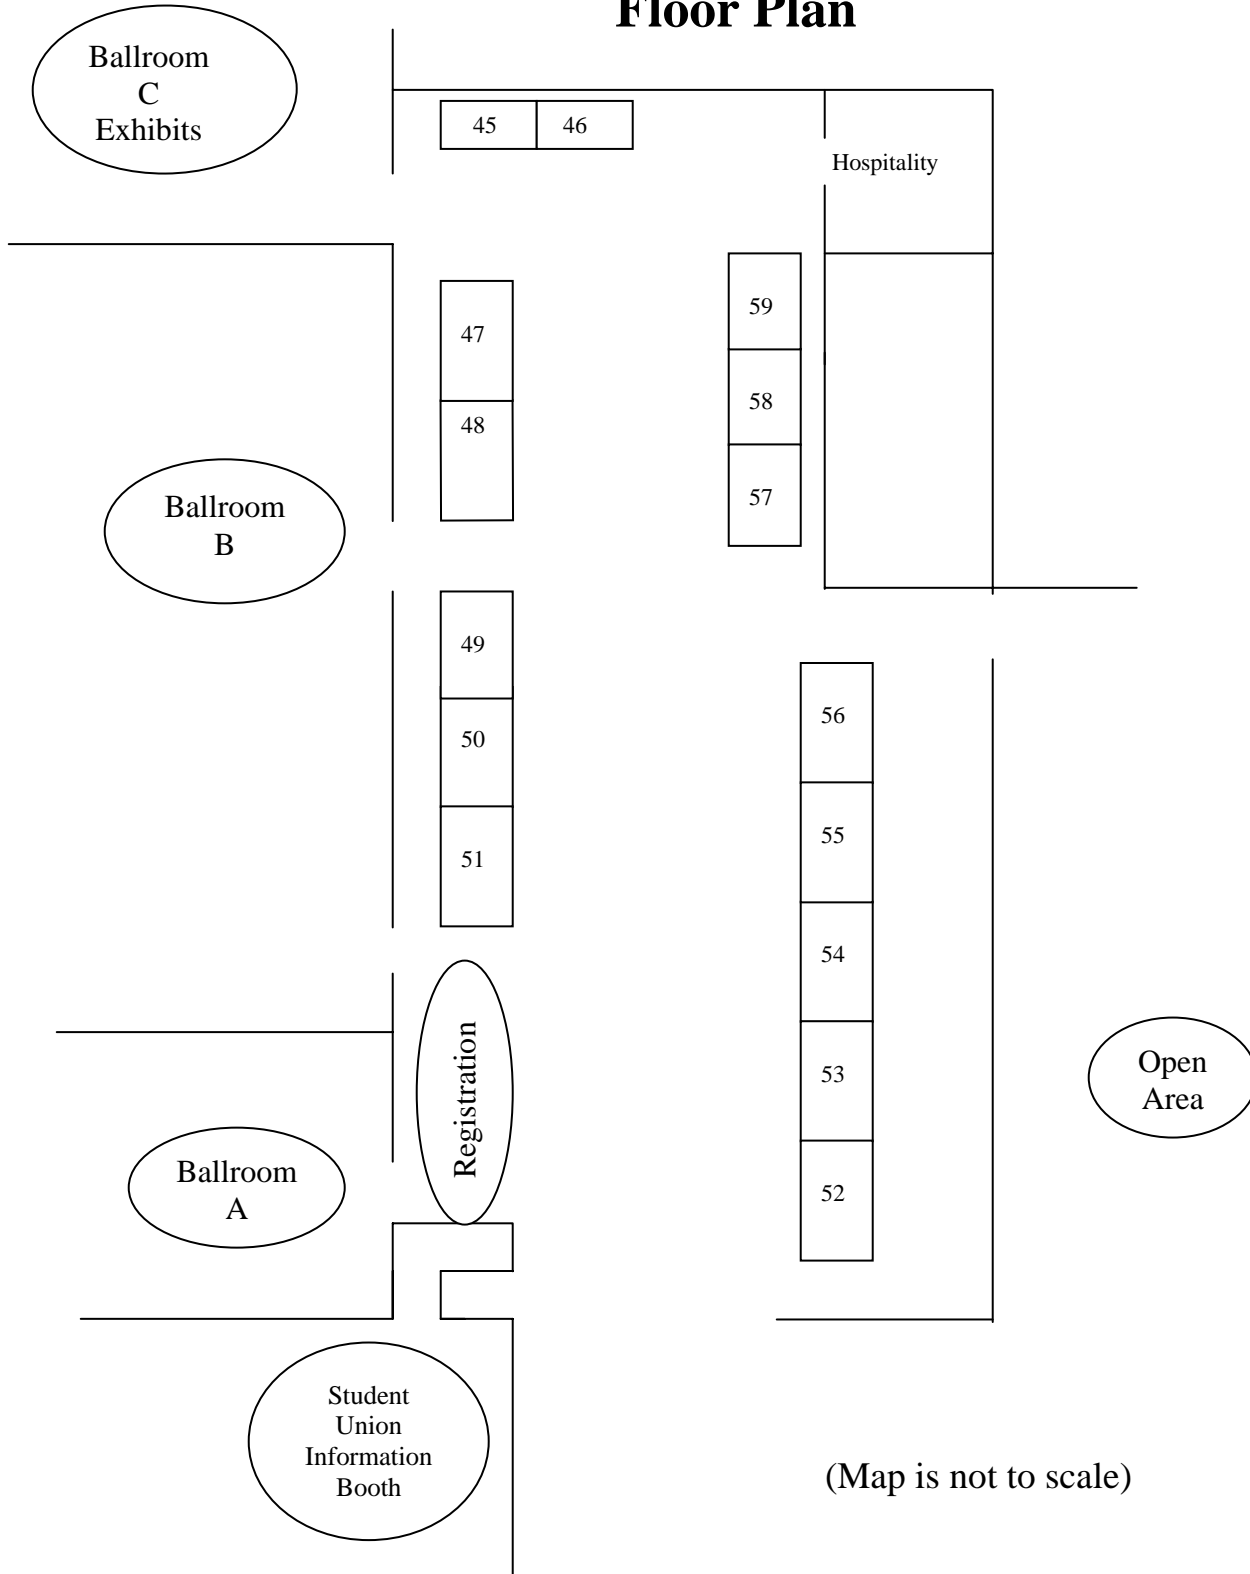 Floor Plan
Ballroom
C
Exhibits
45
46
Hospitality
47
59
48
58
57
Ballroom
B
49
50
51
56
55
54
53
52
Registration
Open
Area
Ballroom
A
Student
Union
Information
Booth
(Map is not to scale)